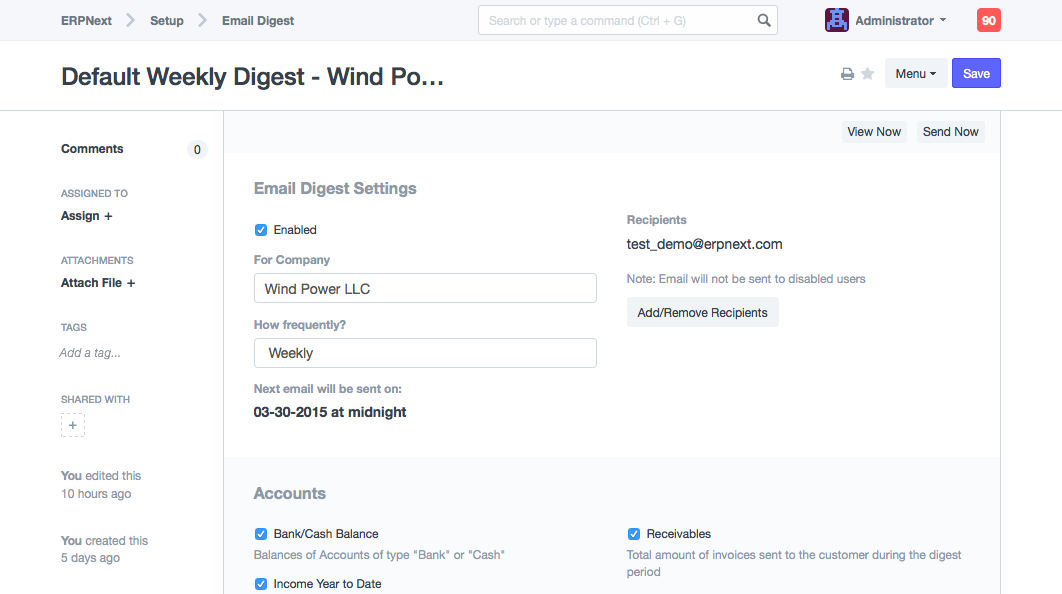 ERPNext Setup Email Digest Search or type a command (Ctrl + G) Administrator 90
Default Weekly Digest - Wind Po... Menu Save
View Now Send Now
Comments 0
ASSIGNED TO
Assign +
ATTACHMENTS
Attach File +
TAGS
Add a tag...
SHARED WITH
+
You edited this
10 hours ago
You created this
5 days ago
Email Digest Settings
Enabled
For Company
Wind Power LLC
How frequently?
Weekly
Next email will be sent on:
03-30-2015 at midnight
Recipients
test_demo@erpnext.com
Note: Email will not be sent to disabled users
Add/Remove Recipients
Accounts
Bank/Cash Balance
Balances of Accounts of type "Bank" or "Cash"
Income Year to Date
Receivables
Total amount of invoices sent to the customer during the digest
period